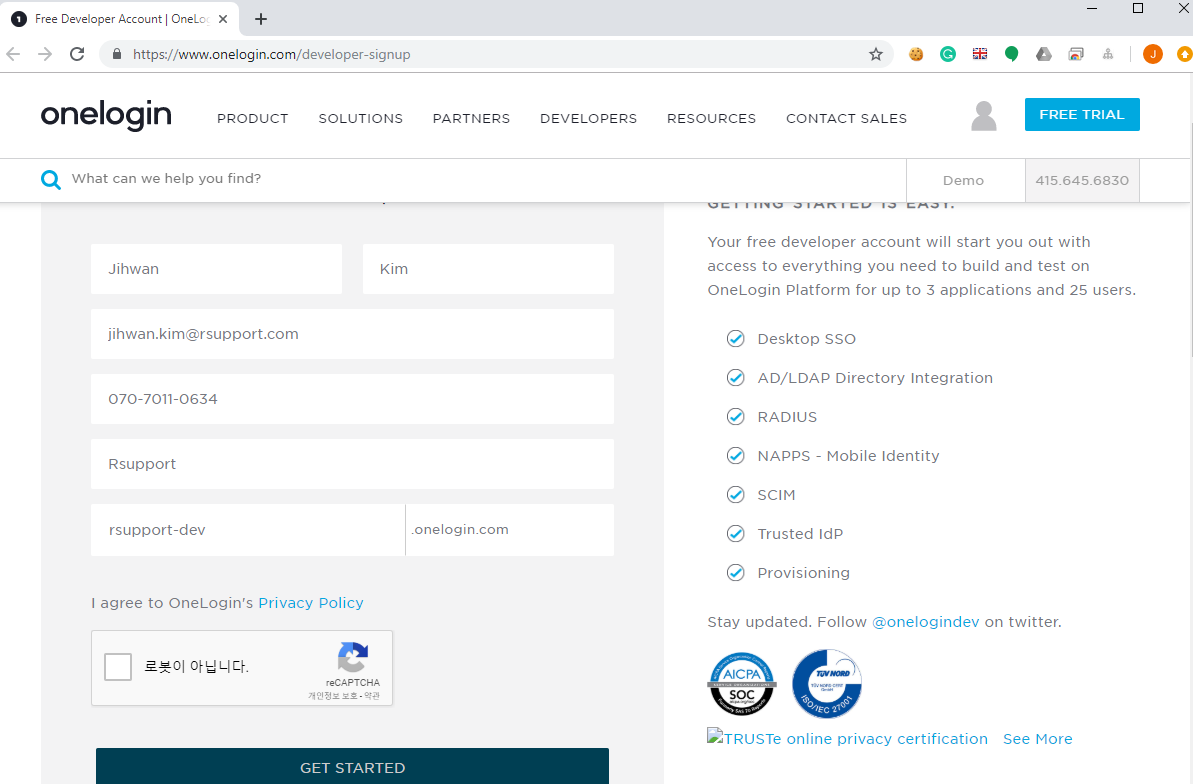 Free Developer Account | OneLog
https://www.onelogin.com/developer-signup
J
onelogin
PRODUCT
SOLUTIONS
PARTNERS
DEVELOPERS
RESOURCES
CONTACT SALES
FREE TRIAL
What can we help you find?
Demo
415.645.6830
Jihwan
Kim
jihwan.kim@rsupport.com
070-7011-0634
Rsupport
rsupport-dev
.onelogin.com
I agree to OneLogin's Privacy Policy
로봇이 아닙니다.
reCAPTCHA
개인정보 보호 - 약관
GET STARTED
GETTING STARTED IS EASY.
Your free developer account will start you out with
access to everything you need to build and test on
OneLogin Platform for up to 3 applications and 25 users.
Desktop SSO
AD/LDAP Directory Integration
RADIUS
NAPPS - Mobile Identity
SCIM
Trusted IdP
Provisioning
Stay updated. Follow @onelogindev on twitter.
AICPA
SOC
TÜV NORD
ISO/IEC 27001
TRUSTe online privacy certification
See More